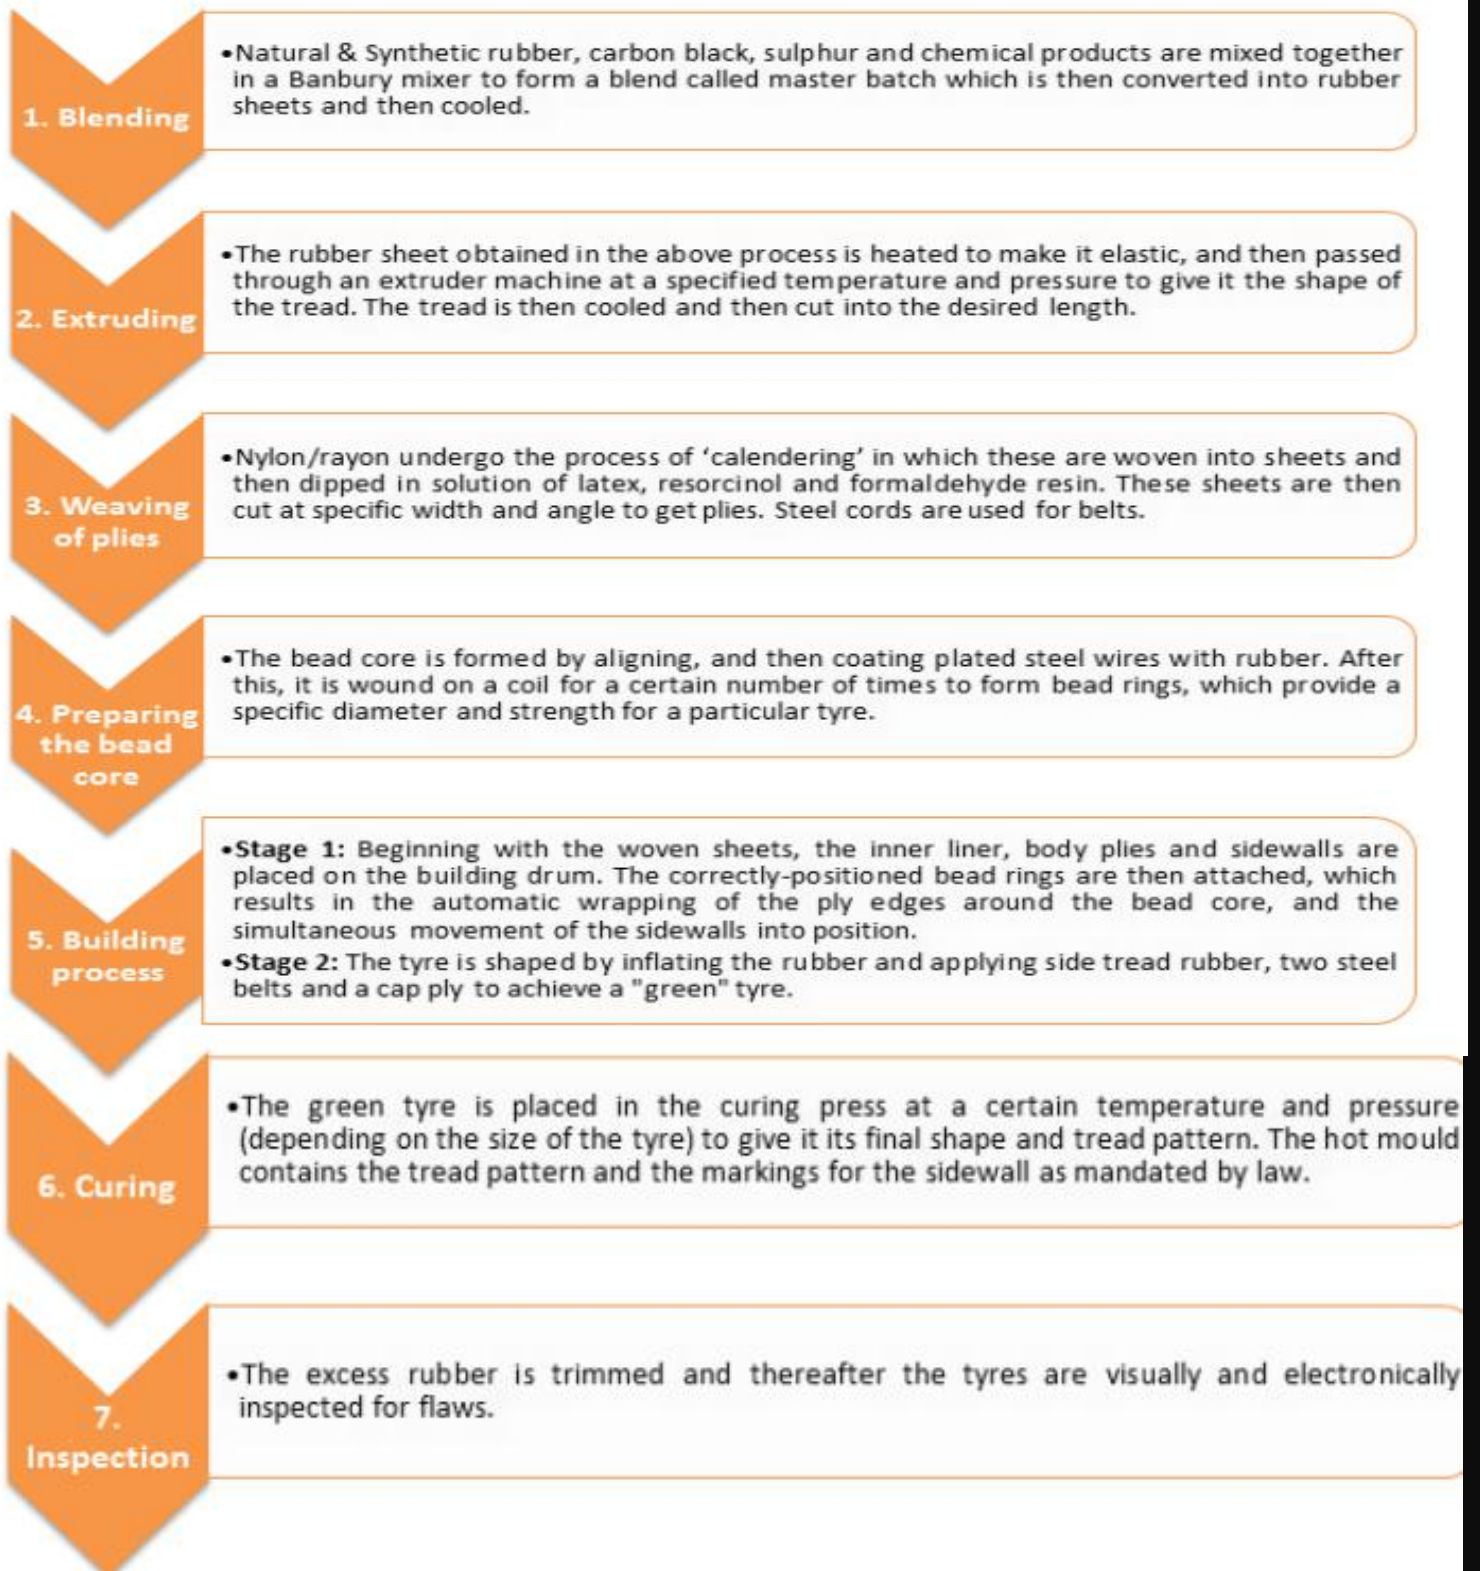 1. Blending
•Natural & Synthetic rubber, carbon black, sulphur and chemical products are mixed together
in a Banbury mixer to form a blend called master batch which is then converted into rubber
sheets and then cooled.
2. Extruding
•The rubber sheet obtained in the above process is heated to make it elastic, and then passed
through an extruder machine at a specified temperature and pressure to give it the shape of
the tread. The tread is then cooled and then cut into the desired length.
3. Weaving
of plies
•Nylon/rayon undergo the process of ‘calendering’ in which these are woven into sheets and
then dipped in solution of latex, resorcinol and formaldehyde resin. These sheets are then
cut at specific width and angle to get plies. Steel cords are used for belts.
4. Preparing
the bead
core
•The bead core is formed by aligning, and then coating plated steel wires with rubber. After
this, it is wound on a coil for a certain number of times to form bead rings, which provide a
specific diameter and strength for a particular tyre.
5. Building
process
•Stage 1: Beginning with the woven sheets, the inner liner, body plies and sidewalls are
placed on the building drum. The correctly-positioned bead rings are then attached, which
results in the automatic wrapping of the ply edges around the bead core, and the
simultaneous movement of the sidewalls into position.
•Stage 2: The tyre is shaped by inflating the rubber and applying side tread rubber, two steel
belts and a cap ply to achieve a "green" tyre.
6. Curing
•The green tyre is placed in the curing press at a certain temperature and pressure
(depending on the size of the tyre) to give it its final shape and tread pattern. The hot mould
contains the tread pattern and the markings for the sidewall as mandated by law.
7.
Inspection
•The excess rubber is trimmed and thereafter the tyres are visually and electronically
inspected for flaws.